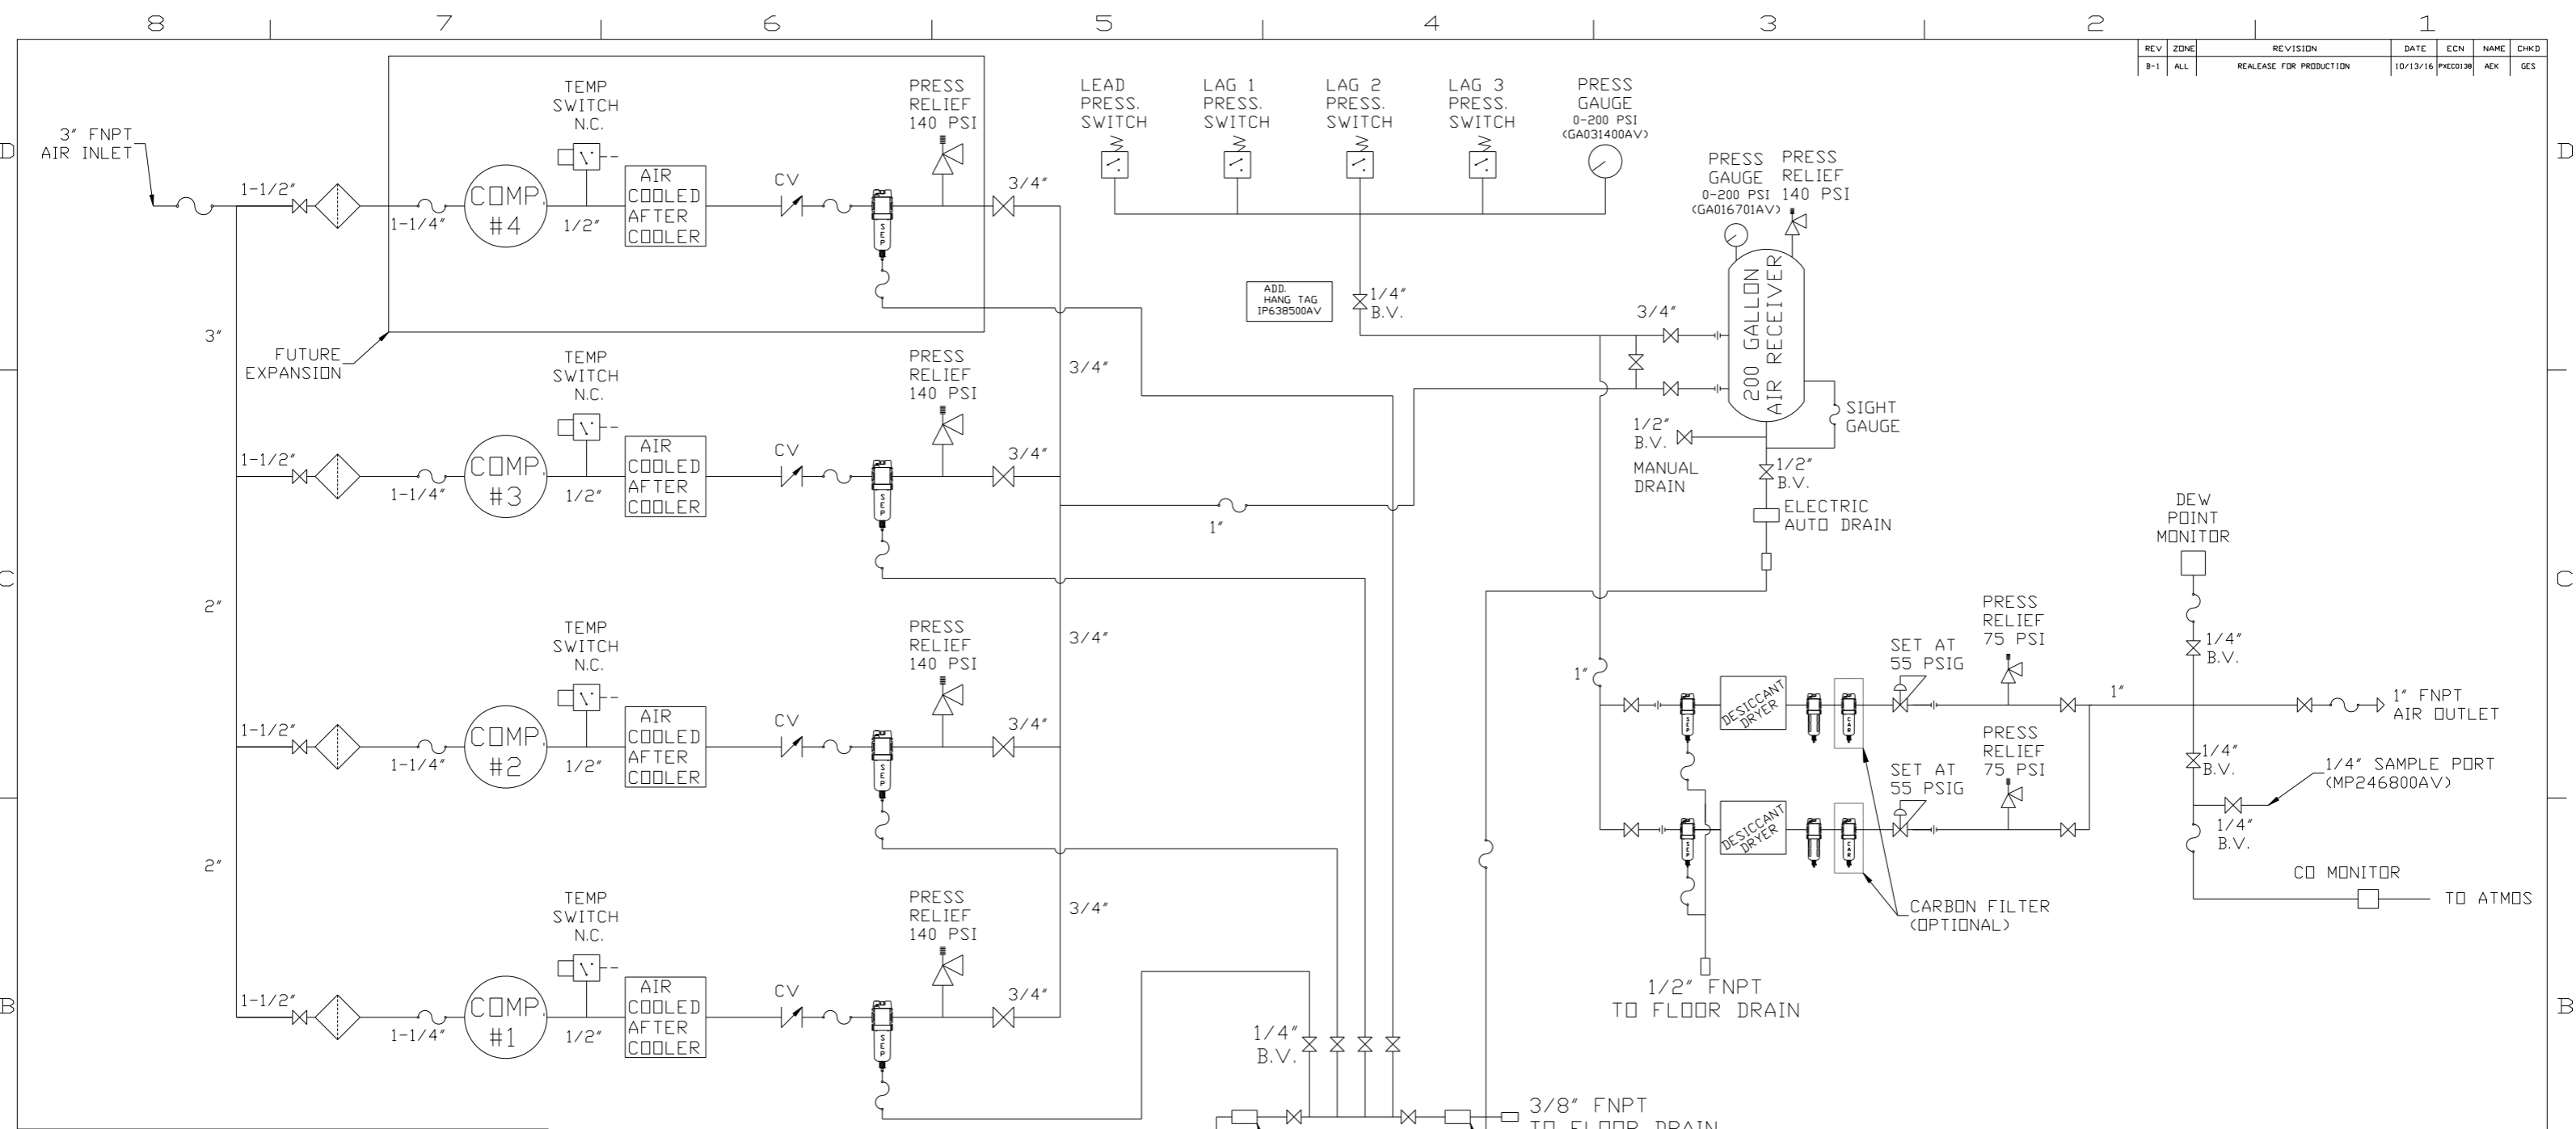 8 7 6 5 4 3 2 1
REV ZONE REVISION DATE ECN NAME CHKD
B-1 ALL REALEASE FOR PRODUCTION 10/13/16 PXEC0138 AEK GES
D
D
C
C
B
B
3" FNPT
AIR INLET
1-1/2"
1-1/4"
COMP.
#4
TEMP
SWITCH
N.C.
1/2"
AIR
COOLED
AFTER
COOLER
CV
SEP
PRESS
RELIEF
140 PSI
3/4"
3"
FUTURE
EXPANSION
3/4"
1-1/2"
1-1/4"
COMP.
#3
TEMP
SWITCH
N.C.
1/2"
AIR
COOLED
AFTER
COOLER
CV
SEP
PRESS
RELIEF
140 PSI
3/4"
1"
2"
3/4"
1-1/2"
1-1/4"
COMP.
#2
TEMP
SWITCH
N.C.
1/2"
AIR
COOLED
AFTER
COOLER
CV
SEP
PRESS
RELIEF
140 PSI
3/4"
2"
3/4"
1-1/2"
1-1/4"
COMP.
#1
TEMP
SWITCH
N.C.
1/2"
AIR
COOLED
AFTER
COOLER
CV
SEP
PRESS
RELIEF
140 PSI
3/4"
LEAD
PRESS.
SWITCH
LAG 1
PRESS.
SWITCH
LAG 2
PRESS.
SWITCH
LAG 3
PRESS.
SWITCH
PRESS
GAUGE
0-200 PSI
(GA031400AV)
ADD.
HANG TAG
IP638500AV
1/4"
B.V.
PRESS
GAUGE
0-200 PSI
(GA016701AV)
PRESS
RELIEF
140 PSI
200 GALLON
AIR RECEIVER
3/4"
SIGHT
GAUGE
1/2"
B.V.
MANUAL
DRAIN
1/2"
B.V.
ELECTRIC
AUTO DRAIN
1"
SEP
DESICCANT
DRYER
CAR
SET AT
55 PSIG
PRESS
RELIEF
75 PSI
SEP
DESICCANT
DRYER
CAR
SET AT
55 PSIG
PRESS
RELIEF
75 PSI
CARBON FILTER
(OPTIONAL)
1/2" FNPT
TO FLOOR DRAIN
1"
DEW
POINT
MONITOR
1/4"
B.V.
1" FNPT
AIR OUTLET
1/4"
B.V.
1/4" SAMPLE PORT
(MP246800AV)
1/4"
B.V.
CO MONITOR
TO ATMOS
1/4"
B.V.
3/8" FNPT
TO FLOOR DRAIN